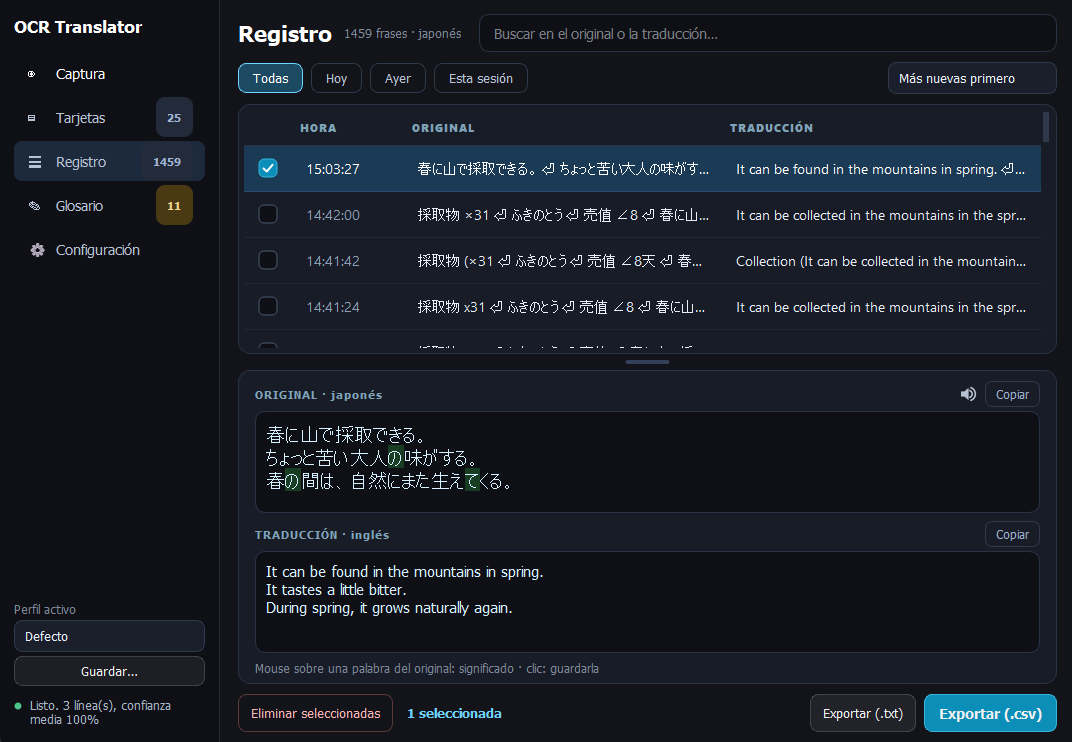 OCR Translator
Captura
Tarjetas 25
Registro 1459
Glosario 11
Configuración
Perfil activo
Defecto
Guardar...
Listo. 3 línea(s), confianza
media 100%
Registro 1459 frases · japonés
Buscar en el original o la traducción...
Todas Hoy Ayer Esta sesión Más nuevas primero
HORA ORIGINAL TRADUCCIÓN
15:03:27 春に山で採取できる。⏎ ちょっと苦い大人の味がす... It can be found in the mountains in spring. ⏎...
14:42:00 採取物 ×31 ⏎ ふきのとう⏎ 売値 ∠8 ⏎ 春に山... It can be collected in the mountains in the spr...
14:41:42 採取物 (×31 ⏎ ふきのとう⏎ 売値 ∠8天 ⏎ 春... Collection (It can be collected in the mountain...
14:41:24 採取物 x31 ⏎ ふきのとう⏎ 売値 ∠8 ⏎ 春に山... It can be collected in the mountains in the spr...
ORIGINAL · japonés Copiar
春に山で採取できる。
ちょっと苦い大人の味がする。
春の間は、自然にまた生えてくる。
TRADUCCIÓN · inglés Copiar
It can be found in the mountains in spring.
It tastes a little bitter.
During spring, it grows naturally again.
Mouse sobre una palabra del original: significado · clic: guardarla
Eliminar seleccionadas 1 seleccionada Exportar (.txt) Exportar (.csv)